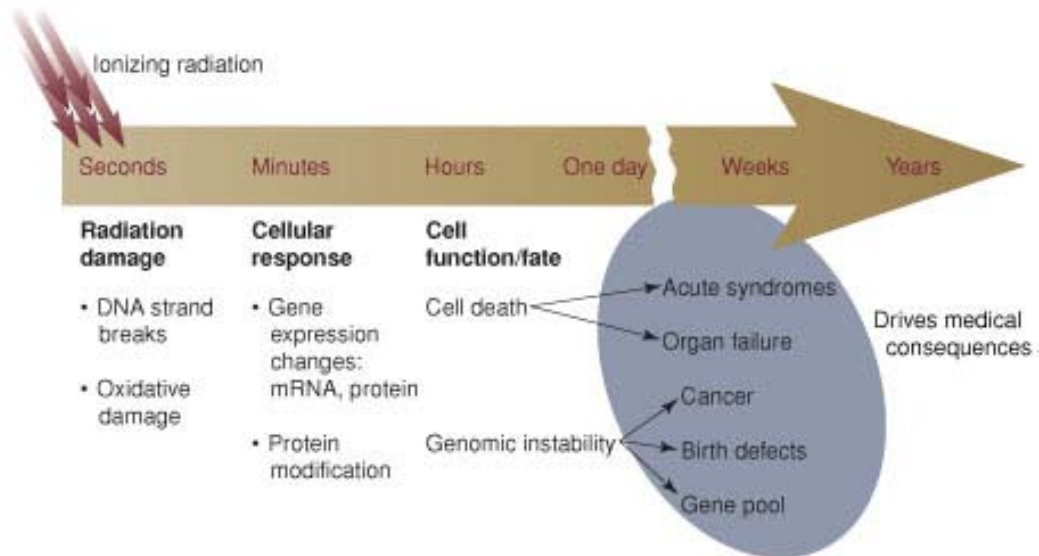 Ionizing radiation
Seconds Minutes Hours One day Weeks Years
Radiation
damage
• DNA strand
breaks
• Oxidative
damage
Cellular
response
• Gene
expression
changes:
mRNA, protein
• Protein
modification
Cell
function/fate
Cell death
Genomic instability
Acute syndromes
Organ failure
Cancer
Birth defects
Gene pool
Drives medical
consequences